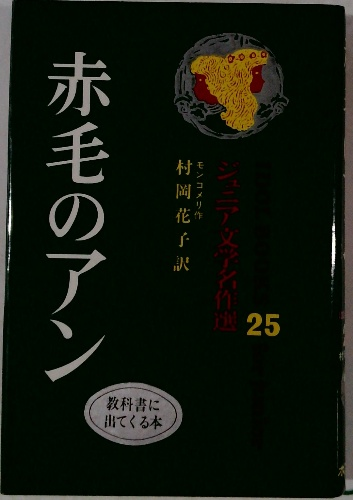 赤毛のアン
モンゴメリ作
村岡花子訳
ジュニア文学名作選
25
教科書に
出てくる本